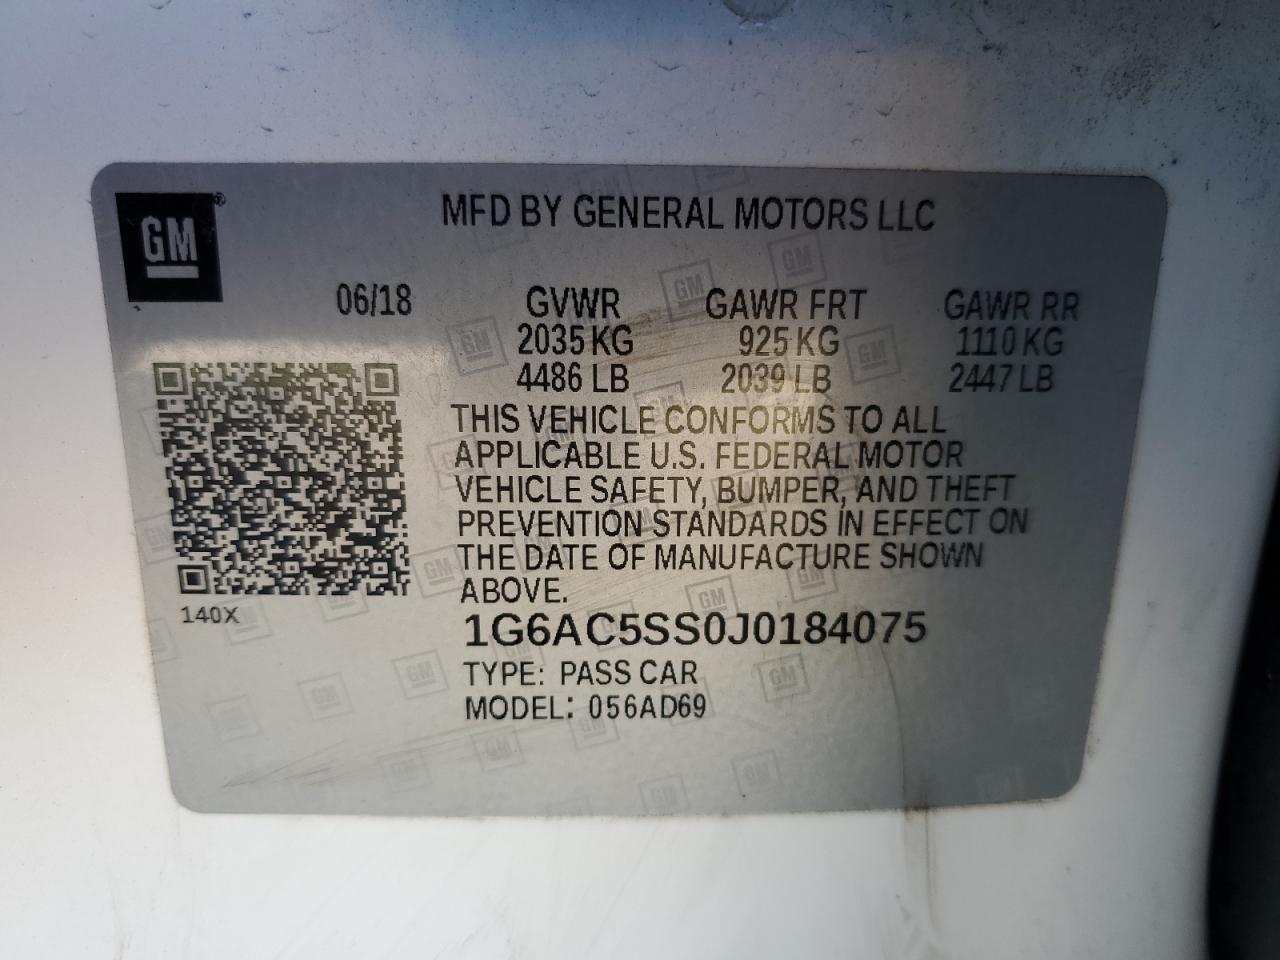 GM®
MFD BY GENERAL MOTORS LLC
06/18
GVWR GAWR FRT GAWR RR
2035 KG 925 KG 1110 KG
4486 LB 2039 LB 2447 LB
THIS VEHICLE CONFORMS TO ALL
APPLICABLE U.S. FEDERAL MOTOR
VEHICLE SAFETY, BUMPER, AND THEFT
PREVENTION STANDARDS IN EFFECT ON
THE DATE OF MANUFACTURE SHOWN
ABOVE.
140X
1G6AC5SS0J0184075
TYPE: PASS CAR
MODEL: 056AD69